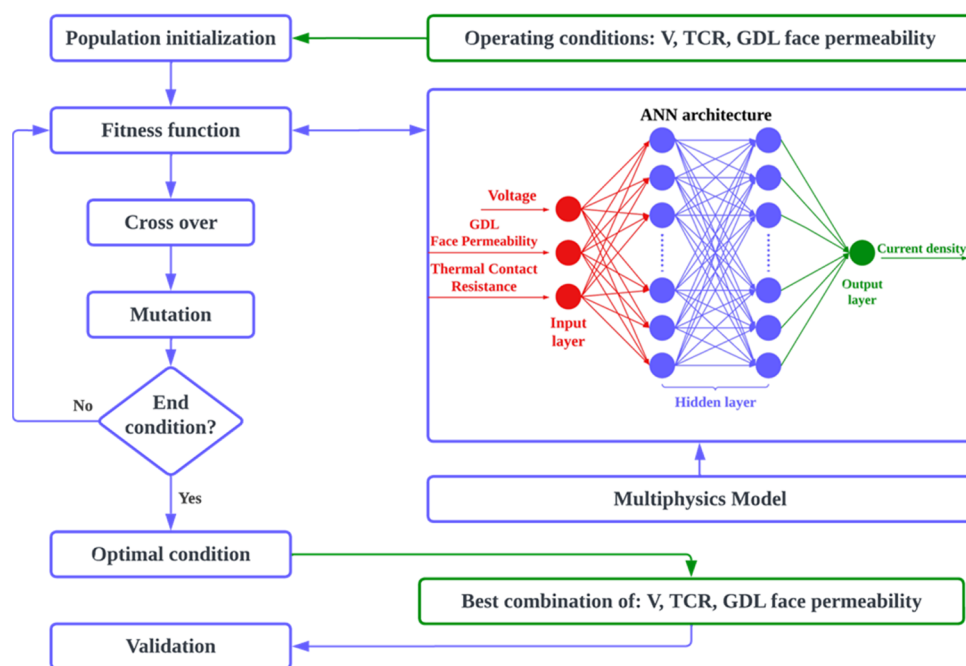 Population initialization
Operating conditions: V, TCR, GDL face permeability
Fitness function
ANN architecture
Voltage
GDL
Face Permeability
Thermal Contact
Resistance
Input
layer
Hidden layer
Current density
Output
layer
Cross over
Mutation
End
condition?
No
Yes
Multiphysics Model
Optimal condition
Best combination of: V, TCR, GDL face permeability
Validation